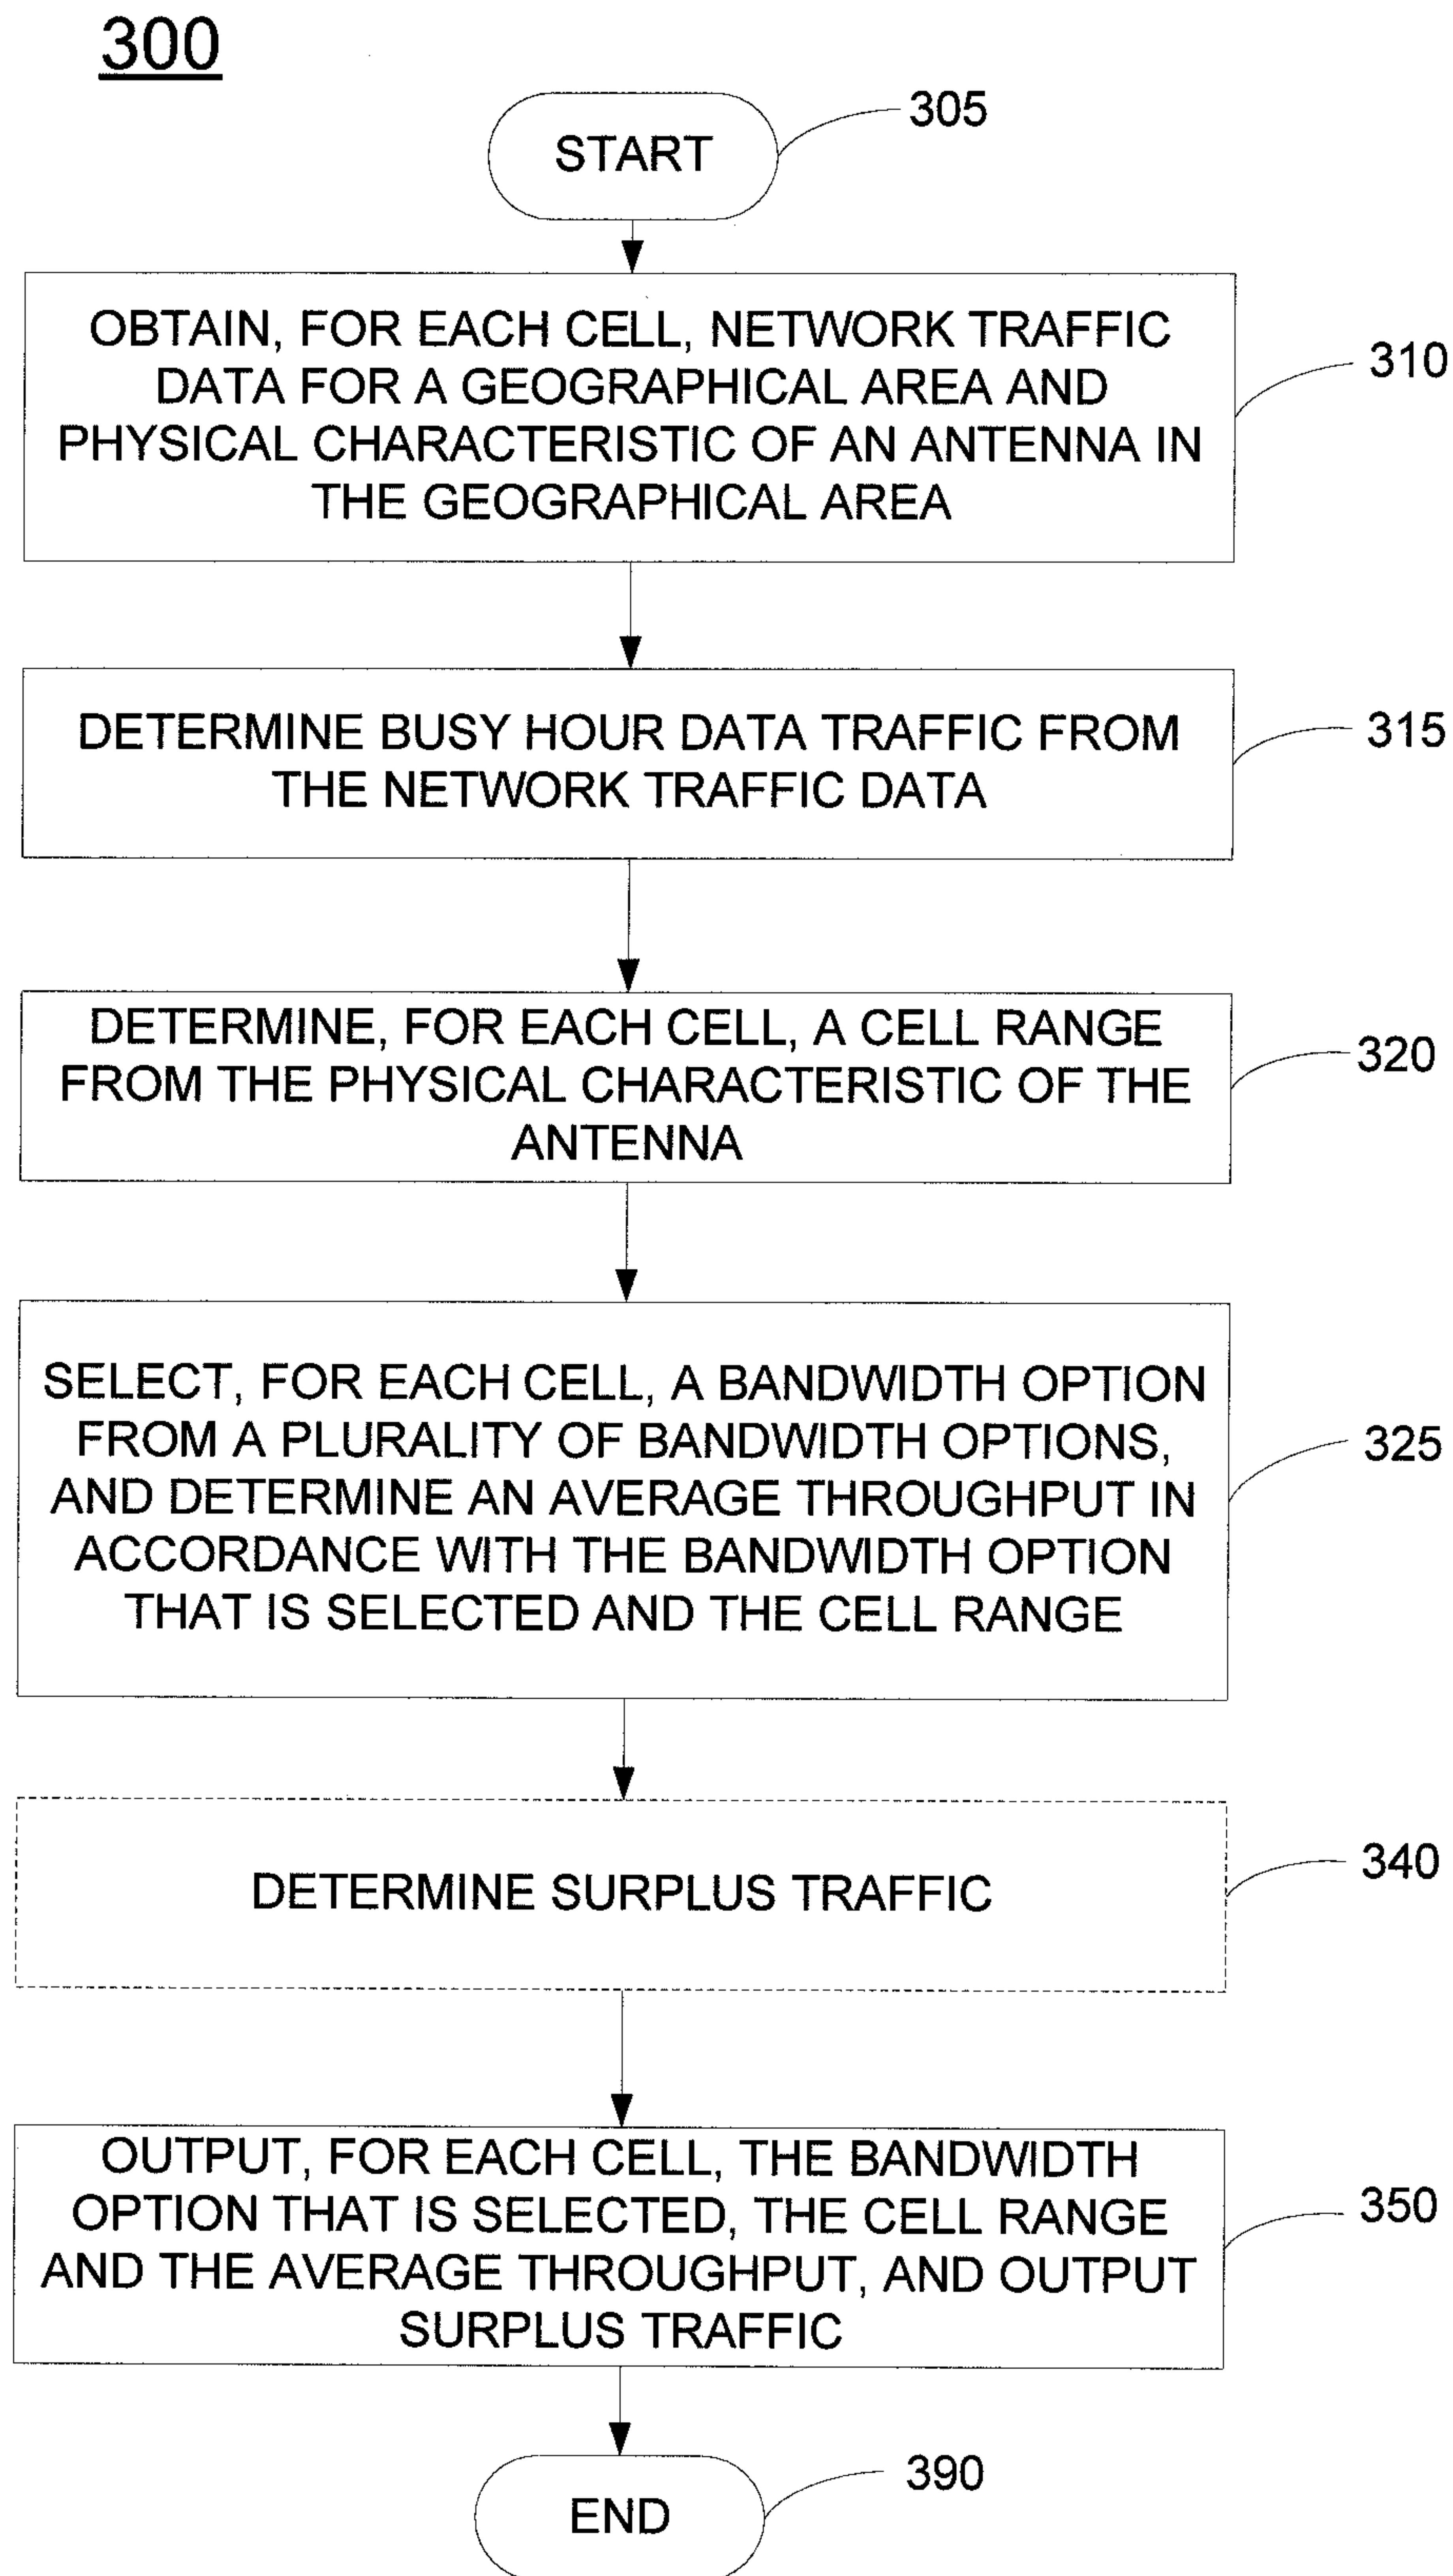 300
START
305
OBTAIN, FOR EACH CELL, NETWORK TRAFFIC
DATA FOR A GEOGRAPHICAL AREA AND
PHYSICAL CHARACTERISTIC OF AN ANTENNA IN
THE GEOGRAPHICAL AREA
310
DETERMINE BUSY HOUR DATA TRAFFIC FROM
THE NETWORK TRAFFIC DATA
315
DETERMINE, FOR EACH CELL, A CELL RANGE
FROM THE PHYSICAL CHARACTERISTIC OF THE
ANTENNA
320
SELECT, FOR EACH CELL, A BANDWIDTH OPTION
FROM A PLURALITY OF BANDWIDTH OPTIONS,
AND DETERMINE AN AVERAGE THROUGHPUT IN
ACCORDANCE WITH THE BANDWIDTH OPTION
THAT IS SELECTED AND THE CELL RANGE
325
DETERMINE SURPLUS TRAFFIC
340
OUTPUT, FOR EACH CELL, THE BANDWIDTH
OPTION THAT IS SELECTED, THE CELL RANGE
AND THE AVERAGE THROUGHPUT, AND OUTPUT
SURPLUS TRAFFIC
350
END
390